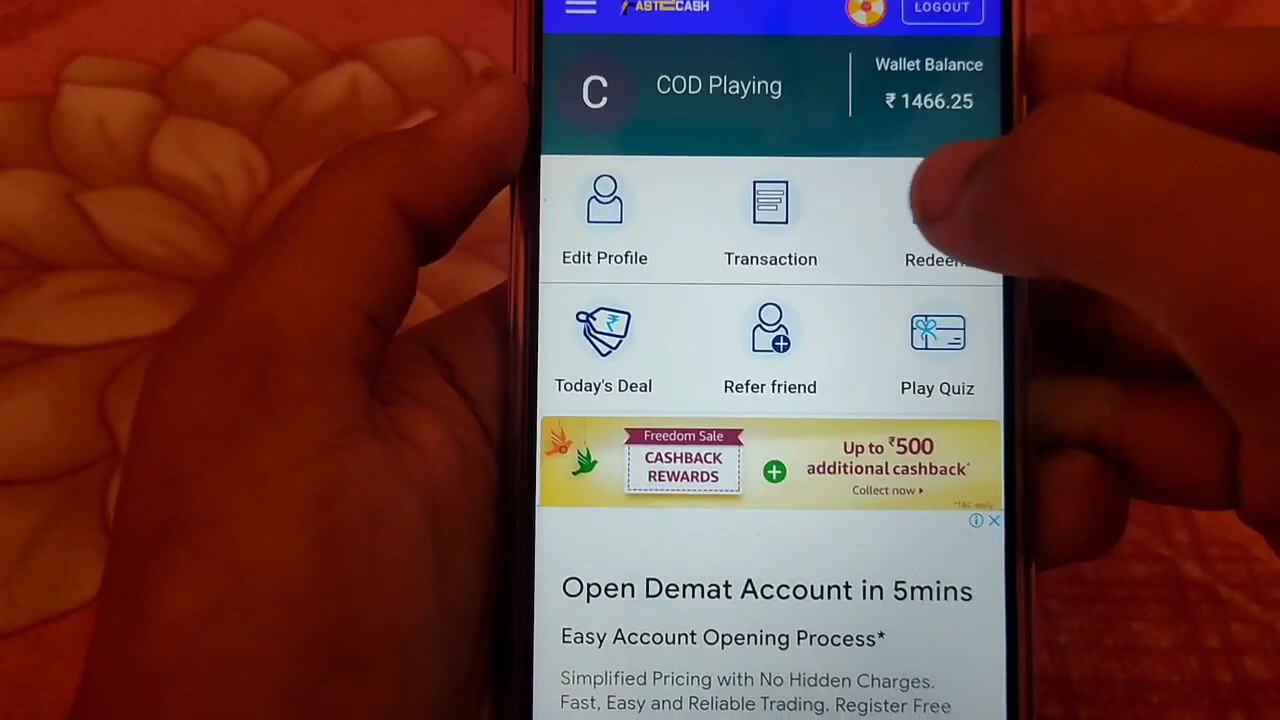 AST2CASH
LOGOUT
C
COD Playing
Wallet Balance
₹ 1466.25
Edit Profile
Transaction
Today's Deal
Refer friend
Play Quiz
Freedom Sale
CASHBACK
REWARDS
Up to ₹500
additional cashback*
Collect now
*T&C apply
Open Demat Account in 5mins
Easy Account Opening Process*
Simplified Pricing with No Hidden Charges.
Fast, Easy and Reliable Trading. Register Free